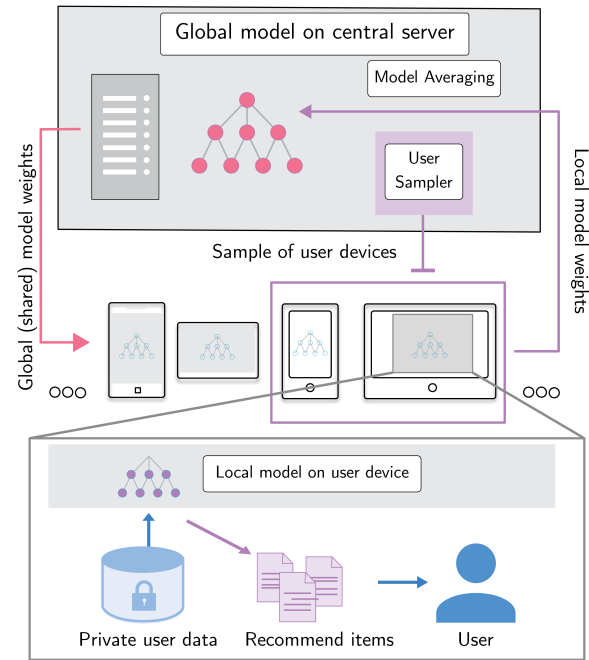 Global model on central server
Model Averaging
User
Sampler
Global (shared) model weights
Local model weights
Sample of user devices
Local model on user device
Private user data
Recommend items
User